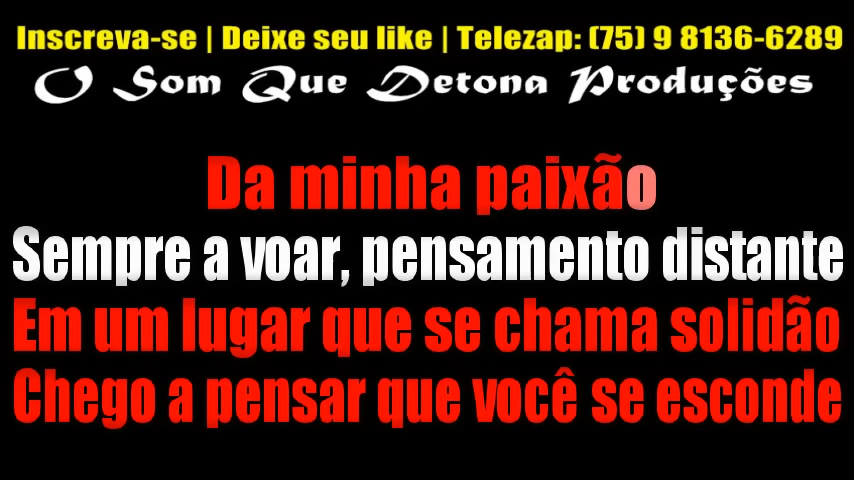 Inscreva-se | Deixe seu like | Telezap: (75) 9 8136-6289
O Som Que Detona Produções
Da minha paixão
Sempre a voar, pensamento distante
Em um lugar que se chama solidão
Chego a pensar que você se esconde